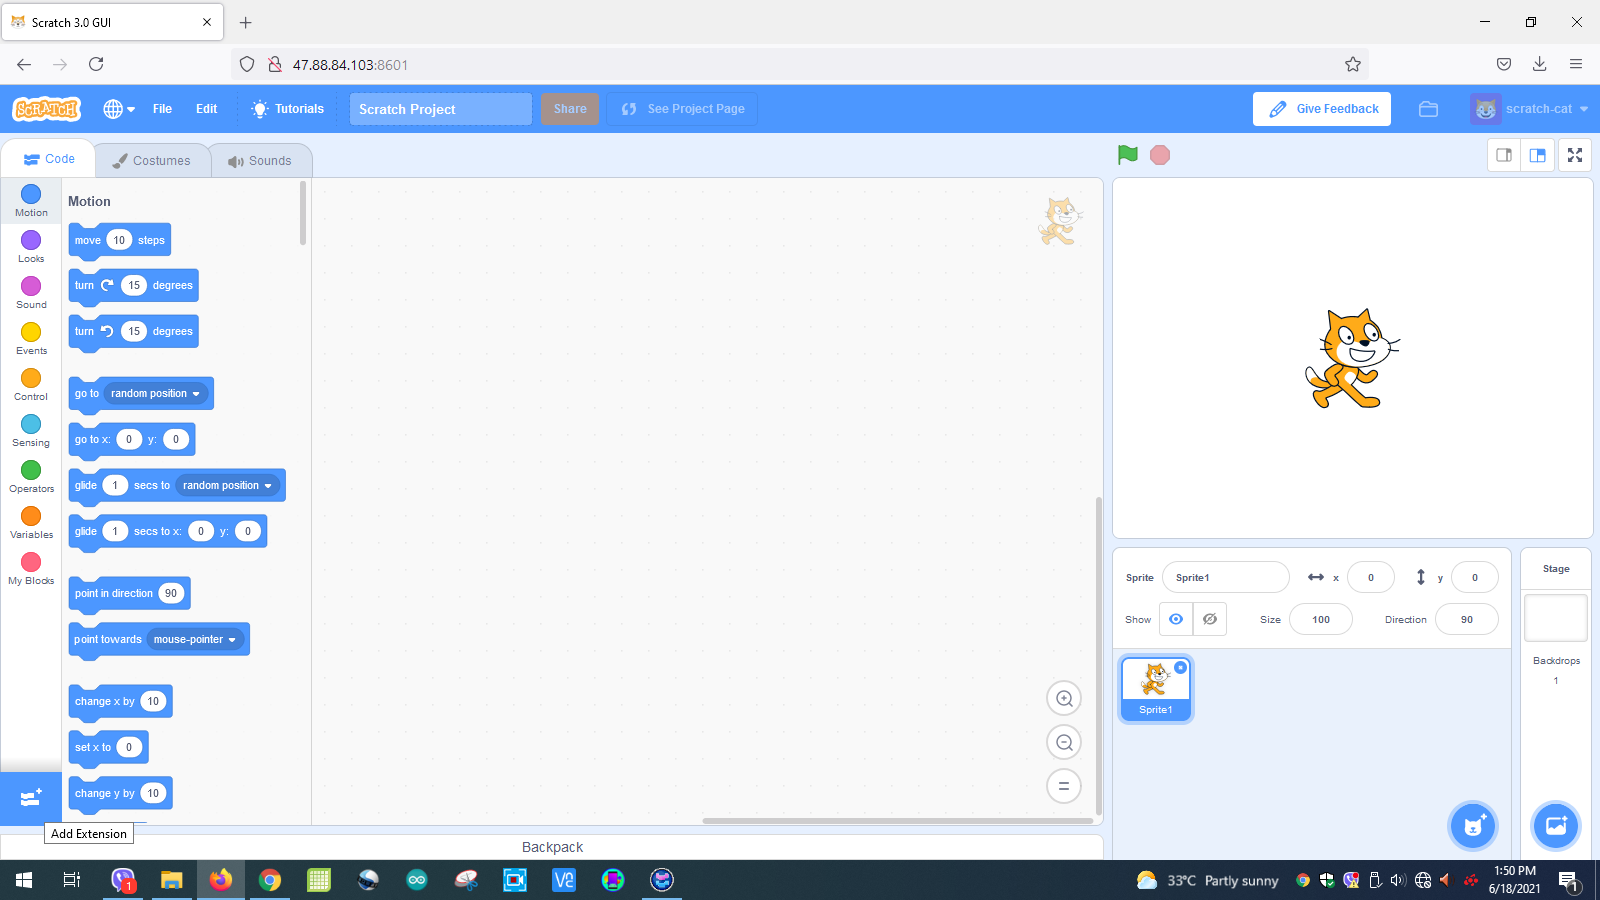 Scratch 3.0 GUI
47.88.84.103:8601
SCRATCH File Edit Tutorials Scratch Project Share See Project Page Give Feedback scratch-cat
Code Costumes Sounds
Motion
Looks
Sound
Events
Control
Sensing
Operators
Variables
My Blocks
Motion
move 10 steps
turn 15 degrees
turn 15 degrees
go to random position
go to x: 0 y: 0
glide 1 secs to random position
glide 1 secs to x: 0 y: 0
point in direction 90
point towards mouse-pointer
change x by 10
set x to 0
change y by 10
Add Extension
Backpack
Sprite Sprite1 x 0 y 0
Show Size 100 Direction 90
Sprite1
Stage
Backdrops
1
33°C Partly sunny
1:50 PM
6/18/2021
1
1